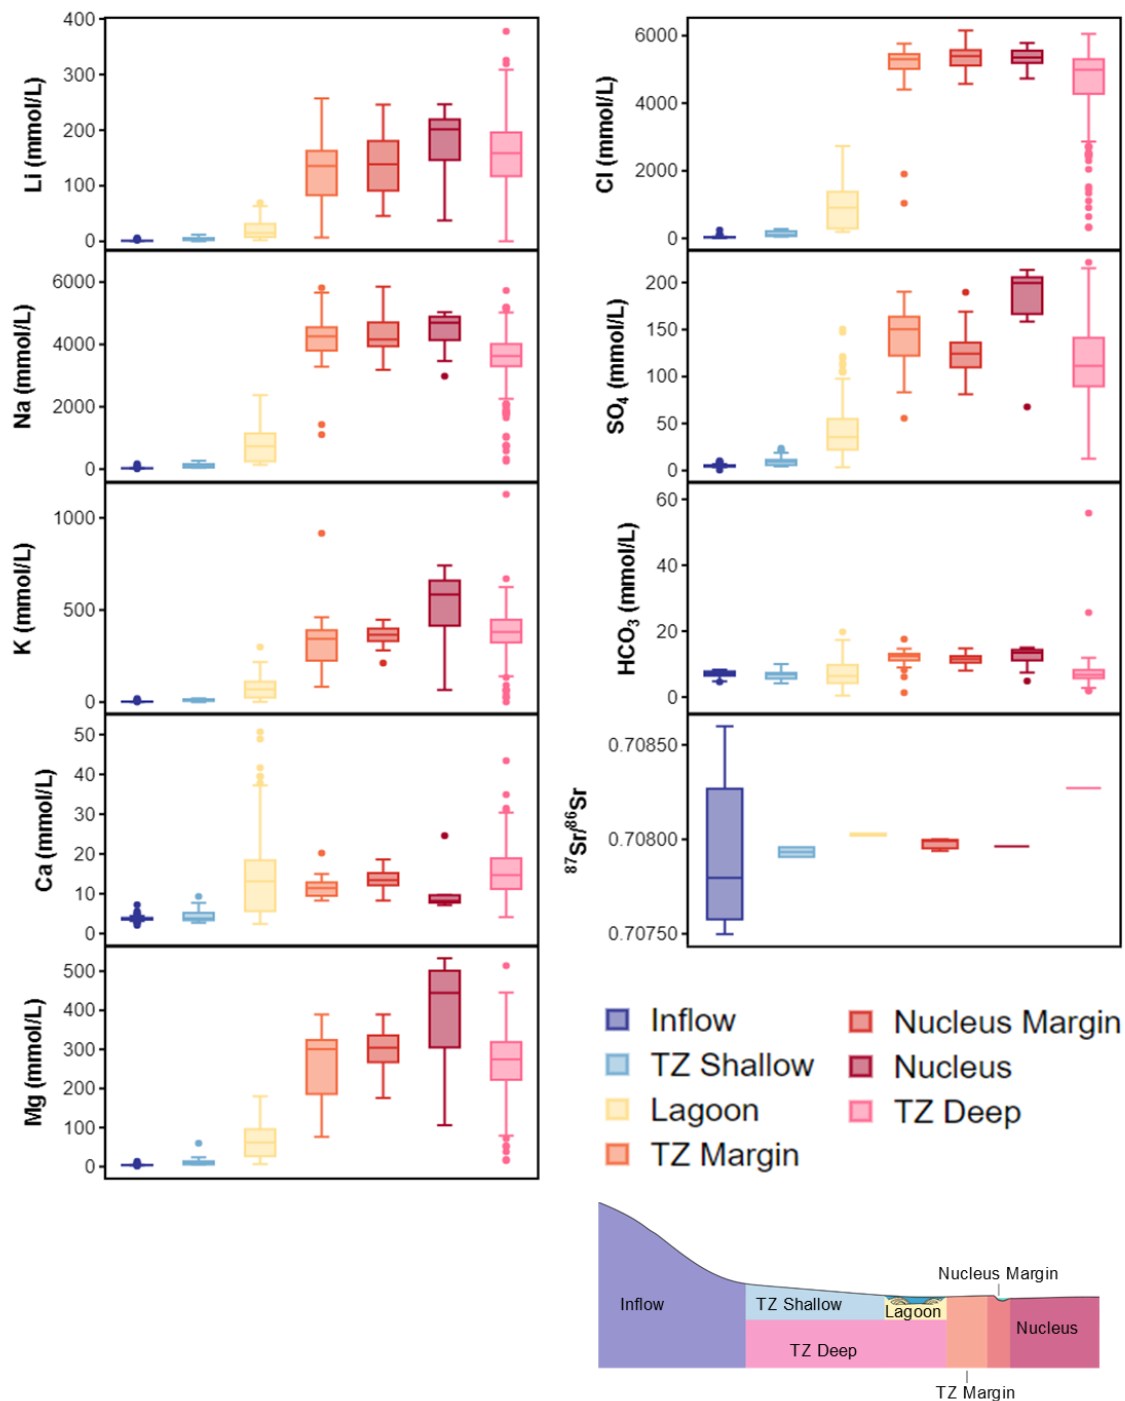 Li (mmol/L)
400
300
200
100
0
Na (mmol/L)
6000
4000
2000
0
K (mmol/L)
1000
500
0
Ca (mmol/L)
50
40
30
20
10
0
Mg (mmol/L)
500
400
300
200
100
0
Cl (mmol/L)
6000
4000
2000
0
SO₄ (mmol/L)
200
150
100
50
0
HCO₃ (mmol/L)
60
40
20
0
⁸⁷Sr/⁸⁶Sr
0.70850
0.70800
0.70750
Inflow
TZ Shallow
Lagoon
TZ Margin
Nucleus Margin
Nucleus
TZ Deep
Nucleus Margin
Inflow
TZ Shallow
Lagoon
Nucleus
TZ Deep
TZ Margin